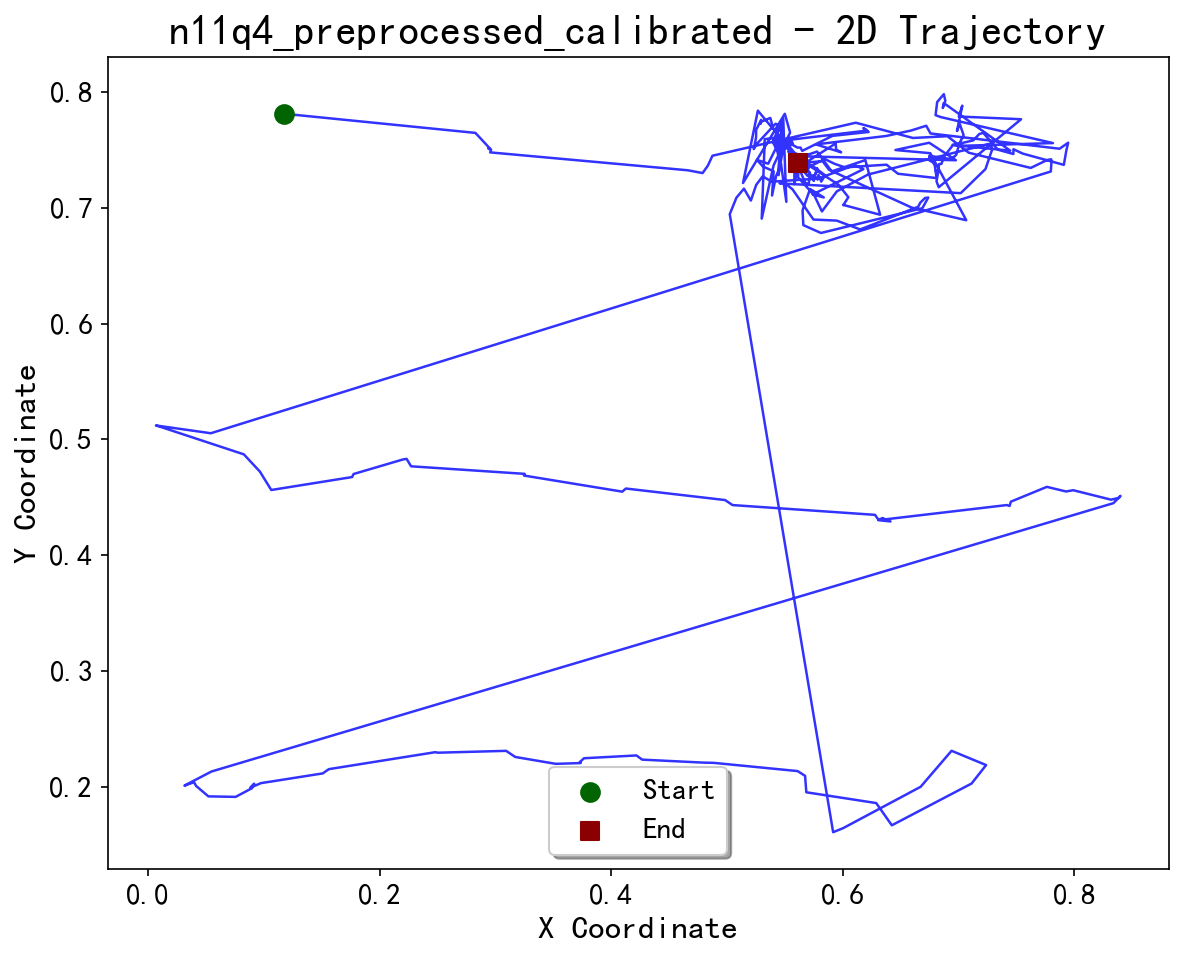 n11q4_preprocessed_calibrated - 2D Trajectory
Y Coordinate
0.8
0.7
0.6
0.5
0.4
0.3
0.2
Start
End
0.0 0.2 0.4 0.6 0.8
X Coordinate